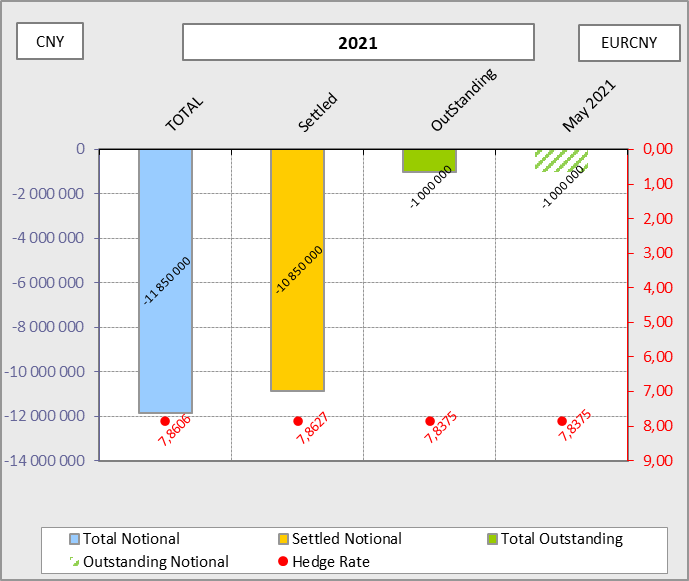 CNY
2021
EURCNY
TOTAL
Settled
OutStanding
May 2021
0
-2 000 000
-4 000 000
-6 000 000
-8 000 000
-10 000 000
-12 000 000
-14 000 000
0,00
1,00
2,00
3,00
4,00
5,00
6,00
7,00
8,00
9,00
-11 850 000
-10 850 000
-1 000 000
-1 000 000
7,8606
7,8627
7,8375
7,8375
Total Notional
Settled Notional
Total Outstanding
Outstanding Notional
Hedge Rate